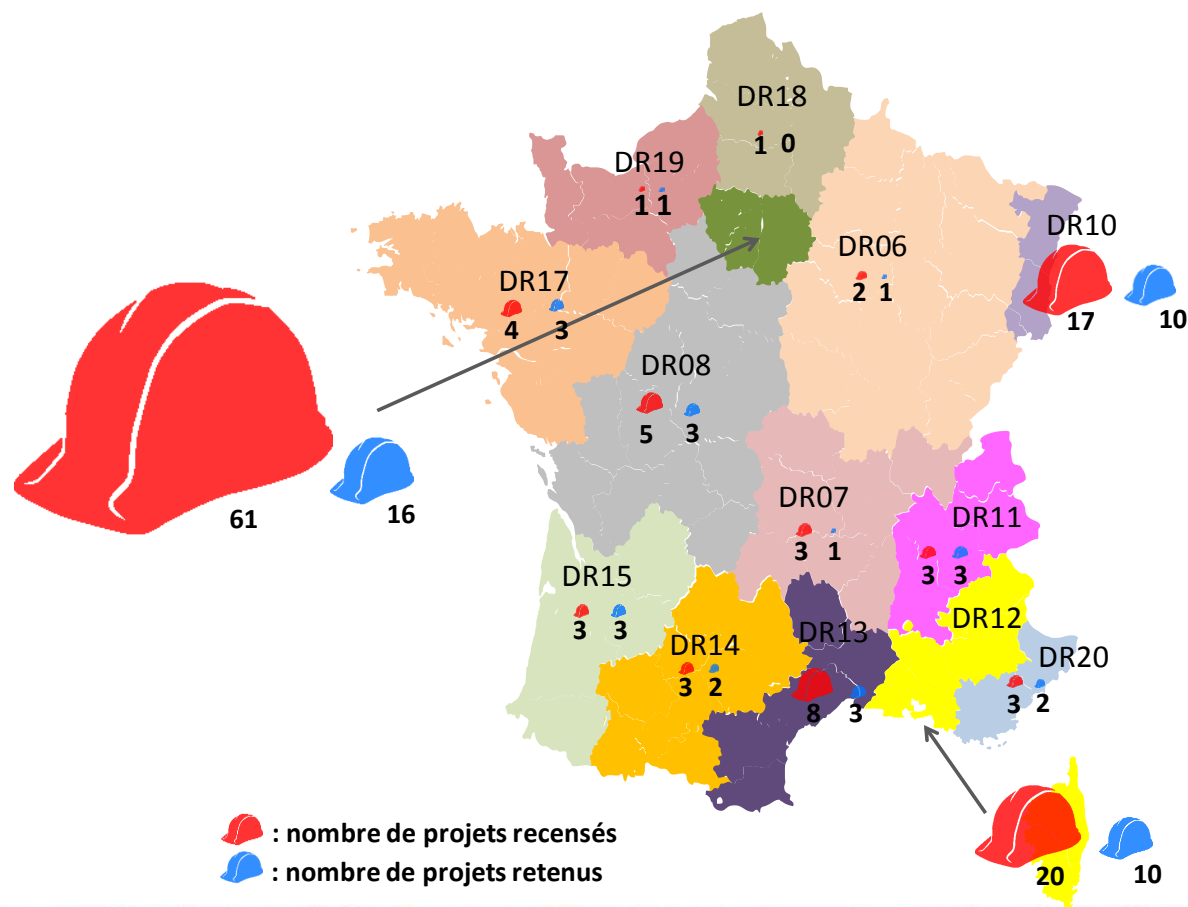 DR18
1 0
DR19
1 1
DR10
17 10
DR06
2 1
DR17
4 3
DR08
5 3
61 16
DR07
3 1
DR11
3 3
DR15
3 3
DR12
DR13
8 3
DR14
3 2
DR20
3 2
20 10
: nombre de projets recensés
: nombre de projets retenus